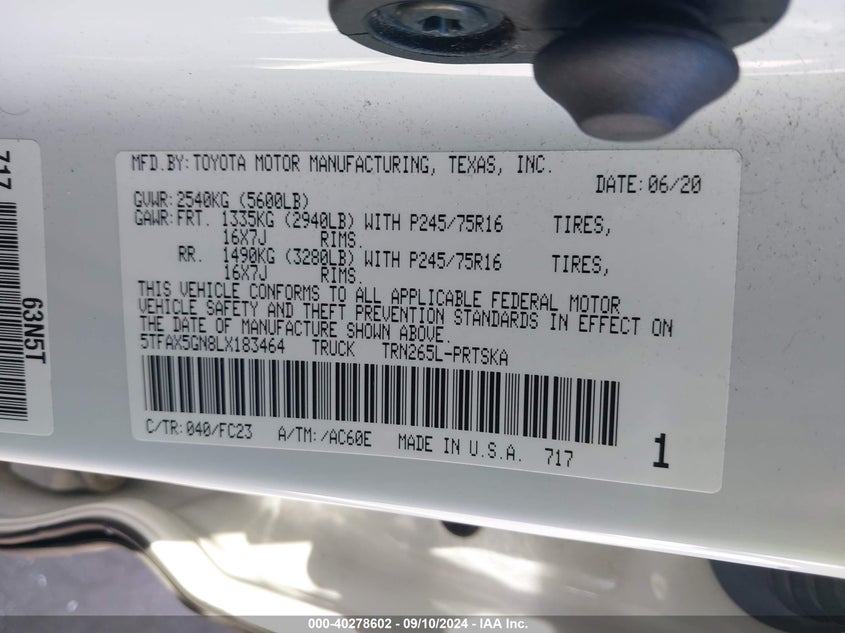 MFD.BY: TOYOTA MOTOR MANUFACTURING, TEXAS, INC.
DATE: 06/20
GVWR: 2540KG (5600LB)
GAWR: FRT. 1335KG (2940LB) WITH P245/75R16 TIRES,
16X7J RIMS.
RR. 1490KG (3280LB) WITH P245/75R16 TIRES,
16X7J RIMS.
THIS VEHICLE CONFORMS TO ALL APPLICABLE FEDERAL MOTOR
VEHICLE SAFETY AND THEFT PREVENTION STANDARDS IN EFFECT ON
THE DATE OF MANUFACTURE SHOWN ABOVE.
5TFAX5GN8LX183464 TRUCK TRN265L-PRTSKA
C/TR: 040/FC23 A/TM: /AC60E MADE IN U.S.A. 717 1
717
63N5T
000-40278602 - 09/10/2024 - IAA Inc.